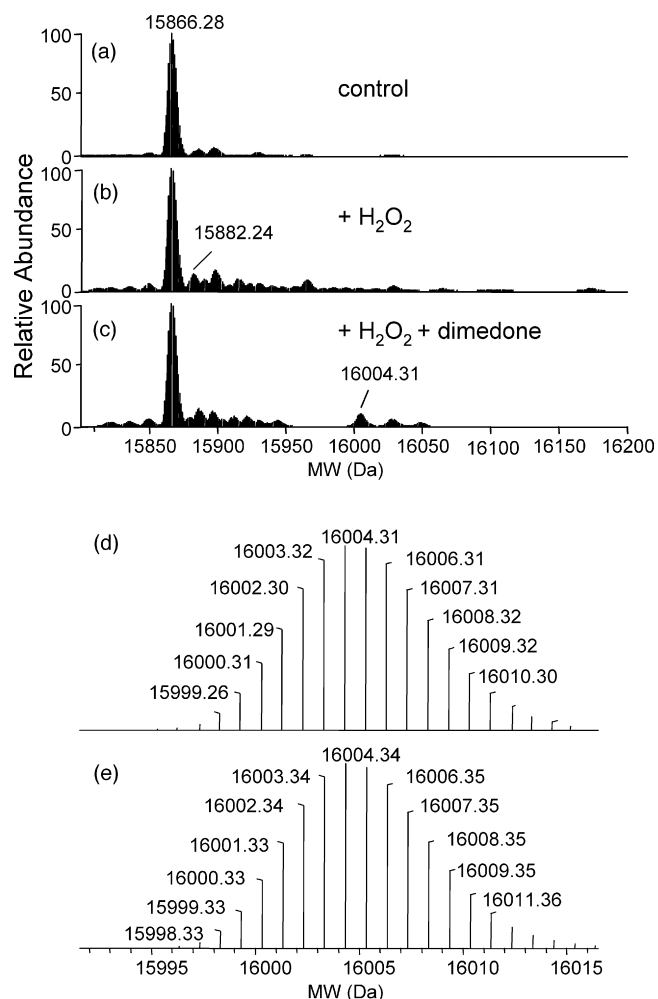 15866.28
100
(a)
control
50
0
100
(b)
+ H₂O₂
15882.24
50
0
100
(c)
+ H₂O₂ + dimedone
16004.31
50
0
Relative Abundance
15850 15900 15950 16000 16050 16100 16150 16200
MW (Da)
(d)
16004.31
16003.32
16006.31
16002.30
16007.31
16001.29
16008.32
16000.31
16009.32
15999.26
16010.30
(e)
16004.34
16003.34
16006.35
16002.34
16007.35
16001.33
16008.35
16000.33
16009.35
15999.33
16011.36
15998.33
15995 16000 16005 16010 16015
MW (Da)